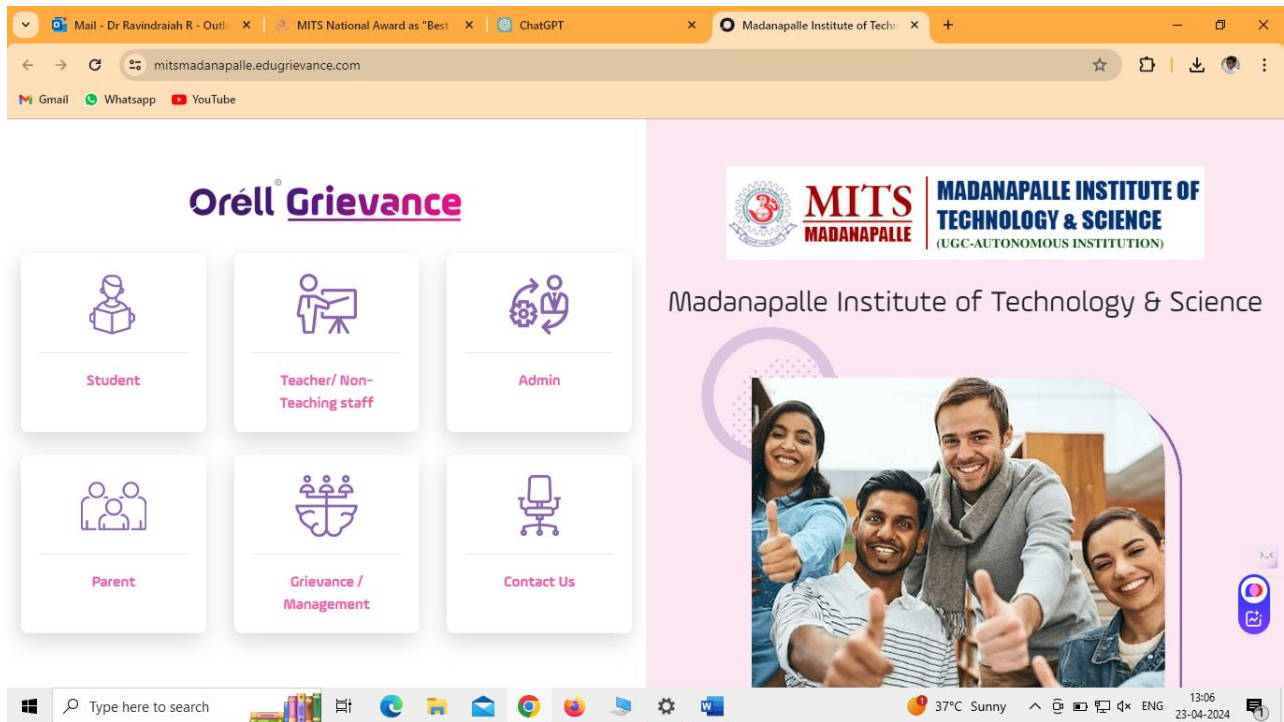 Mail - Dr Ravindraiah R - Outlo
MITS National Award as "Best
ChatGPT
Madanapalle Institute of Techn
mitsmadanapalle.edugrievance.com
Gmail
Whatsapp
YouTube
Oréll Grievance
Student
Teacher/ Non-
Teaching staff
Admin
Parent
Grievance /
Management
Contact Us
MITS
MADANAPALLE
MADANAPALLE INSTITUTE OF
TECHNOLOGY & SCIENCE
(UGC-AUTONOMOUS INSTITUTION)
Madanapalle Institute of Technology & Science
Type here to search
37°C Sunny
ENG
13:06
23-04-2024